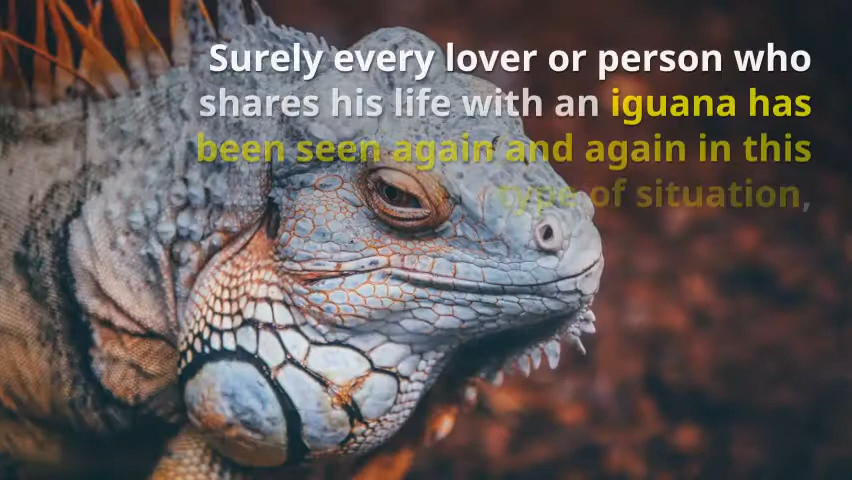 Surely every lover or person who
shares his life with an iguana has
been seen again and again in this
type of situation,